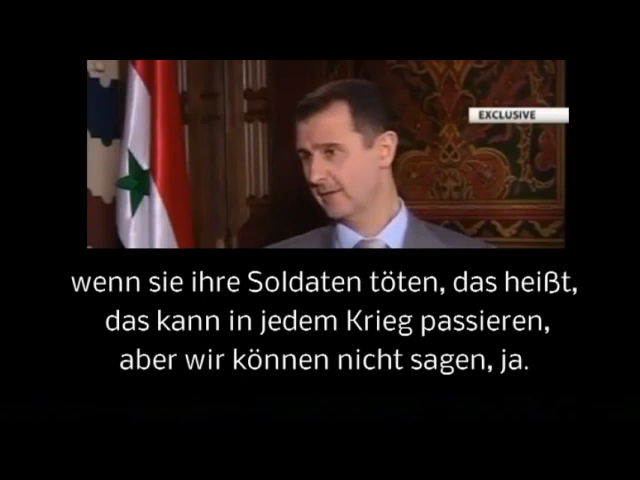 EXCLUSIVE
wenn sie ihre Soldaten töten, das heißt,
das kann in jedem Krieg passieren,
aber wir können nicht sagen, ja.